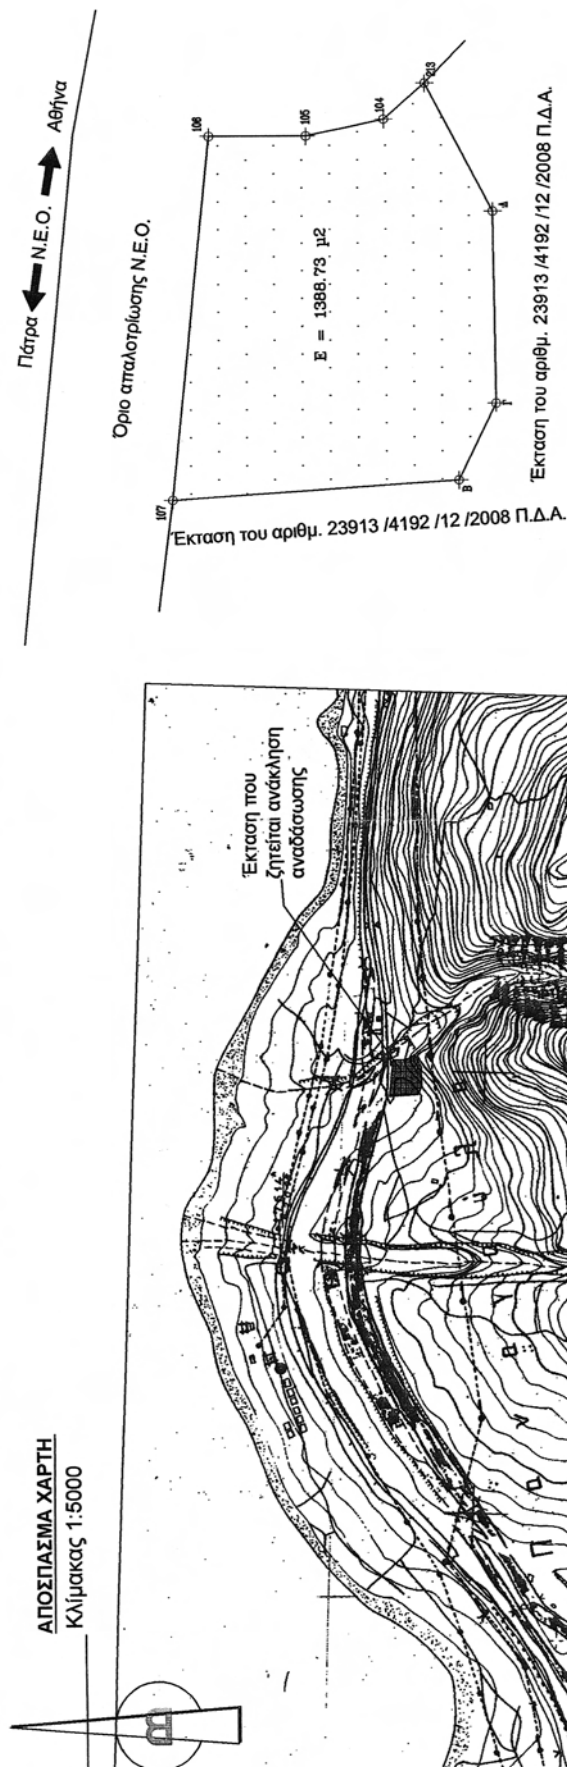 ΑΠΟΣΠΑΣΜΑ ΧΑΡΤΗ
Κλίμακας 1:5000
Β
Έκταση που
ζητείται ανάκληση
αναδάσωσης
Πάτρα
Ν.Ε.Ο.
Αθήνα
Όριο απαλοτρίωσης Ν.Ε.Ο.
107
106
105
104
213
Δ
Γ
Β
Ε = 1388.73 μ2
Έκταση του αριθμ. 23913 /4192 /12 /2008 Π.Δ.Α.
Έκταση του αριθμ. 23913 /4192 /12 /2008 Π.Δ.Α.